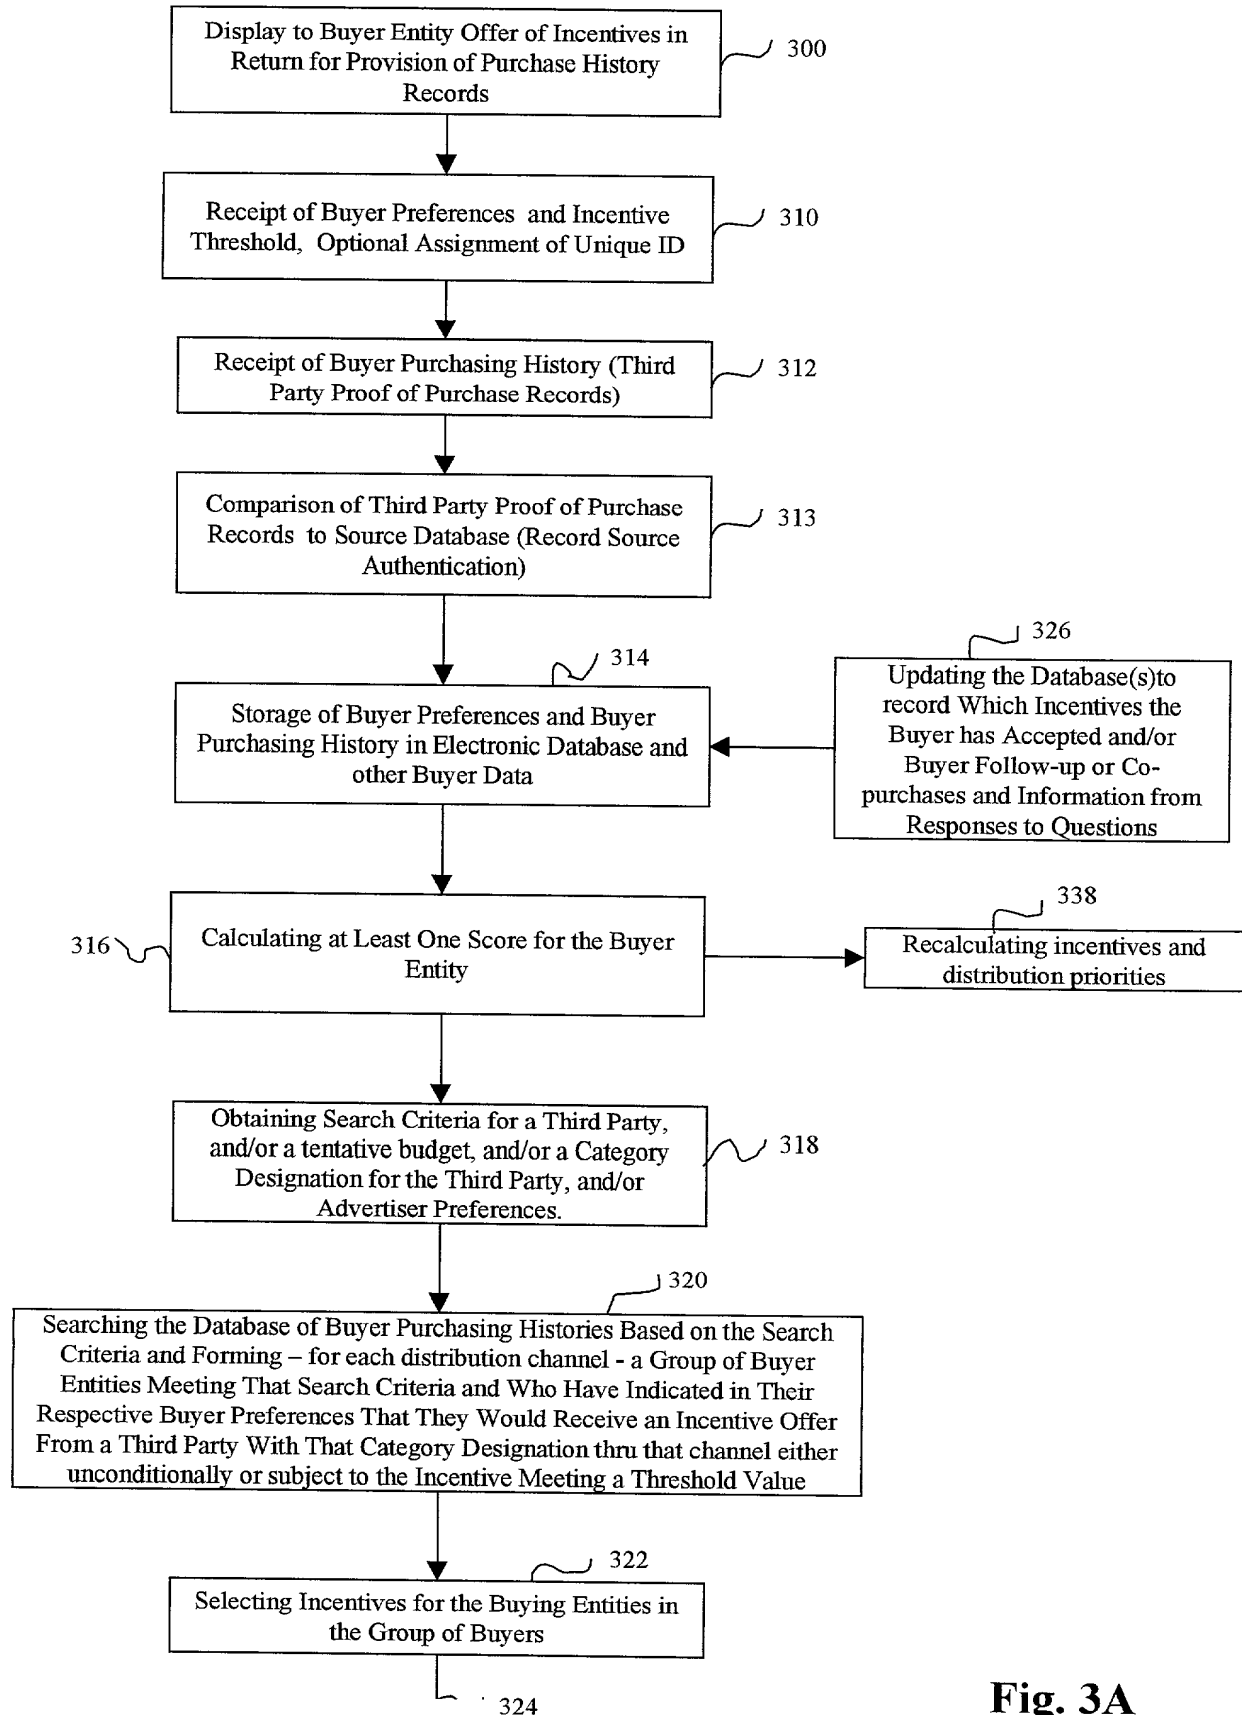 Display to Buyer Entity Offer of Incentives in
Return for Provision of Purchase History
Records
300
Receipt of Buyer Preferences and Incentive
Threshold, Optional Assignment of Unique ID
310
Receipt of Buyer Purchasing History (Third
Party Proof of Purchase Records)
312
Comparison of Third Party Proof of Purchase
Records to Source Database (Record Source
Authentication)
313
314
Storage of Buyer Preferences and Buyer
Purchasing History in Electronic Database and
other Buyer Data
326
Updating the Database(s)to
record Which Incentives the
Buyer has Accepted and/or
Buyer Follow-up or Co-
purchases and Information from
Responses to Questions
316
Calculating at Least One Score for the Buyer
Entity
338
Recalculating incentives and
distribution priorities
Obtaining Search Criteria for a Third Party,
and/or a tentative budget, and/or a Category
Designation for the Third Party, and/or
Advertiser Preferences.
318
320
Searching the Database of Buyer Purchasing Histories Based on the Search
Criteria and Forming – for each distribution channel - a Group of Buyer
Entities Meeting That Search Criteria and Who Have Indicated in Their
Respective Buyer Preferences That They Would Receive an Incentive Offer
From a Third Party With That Category Designation thru that channel either
unconditionally or subject to the Incentive Meeting a Threshold Value
322
Selecting Incentives for the Buying Entities in
the Group of Buyers
324
Fig. 3A